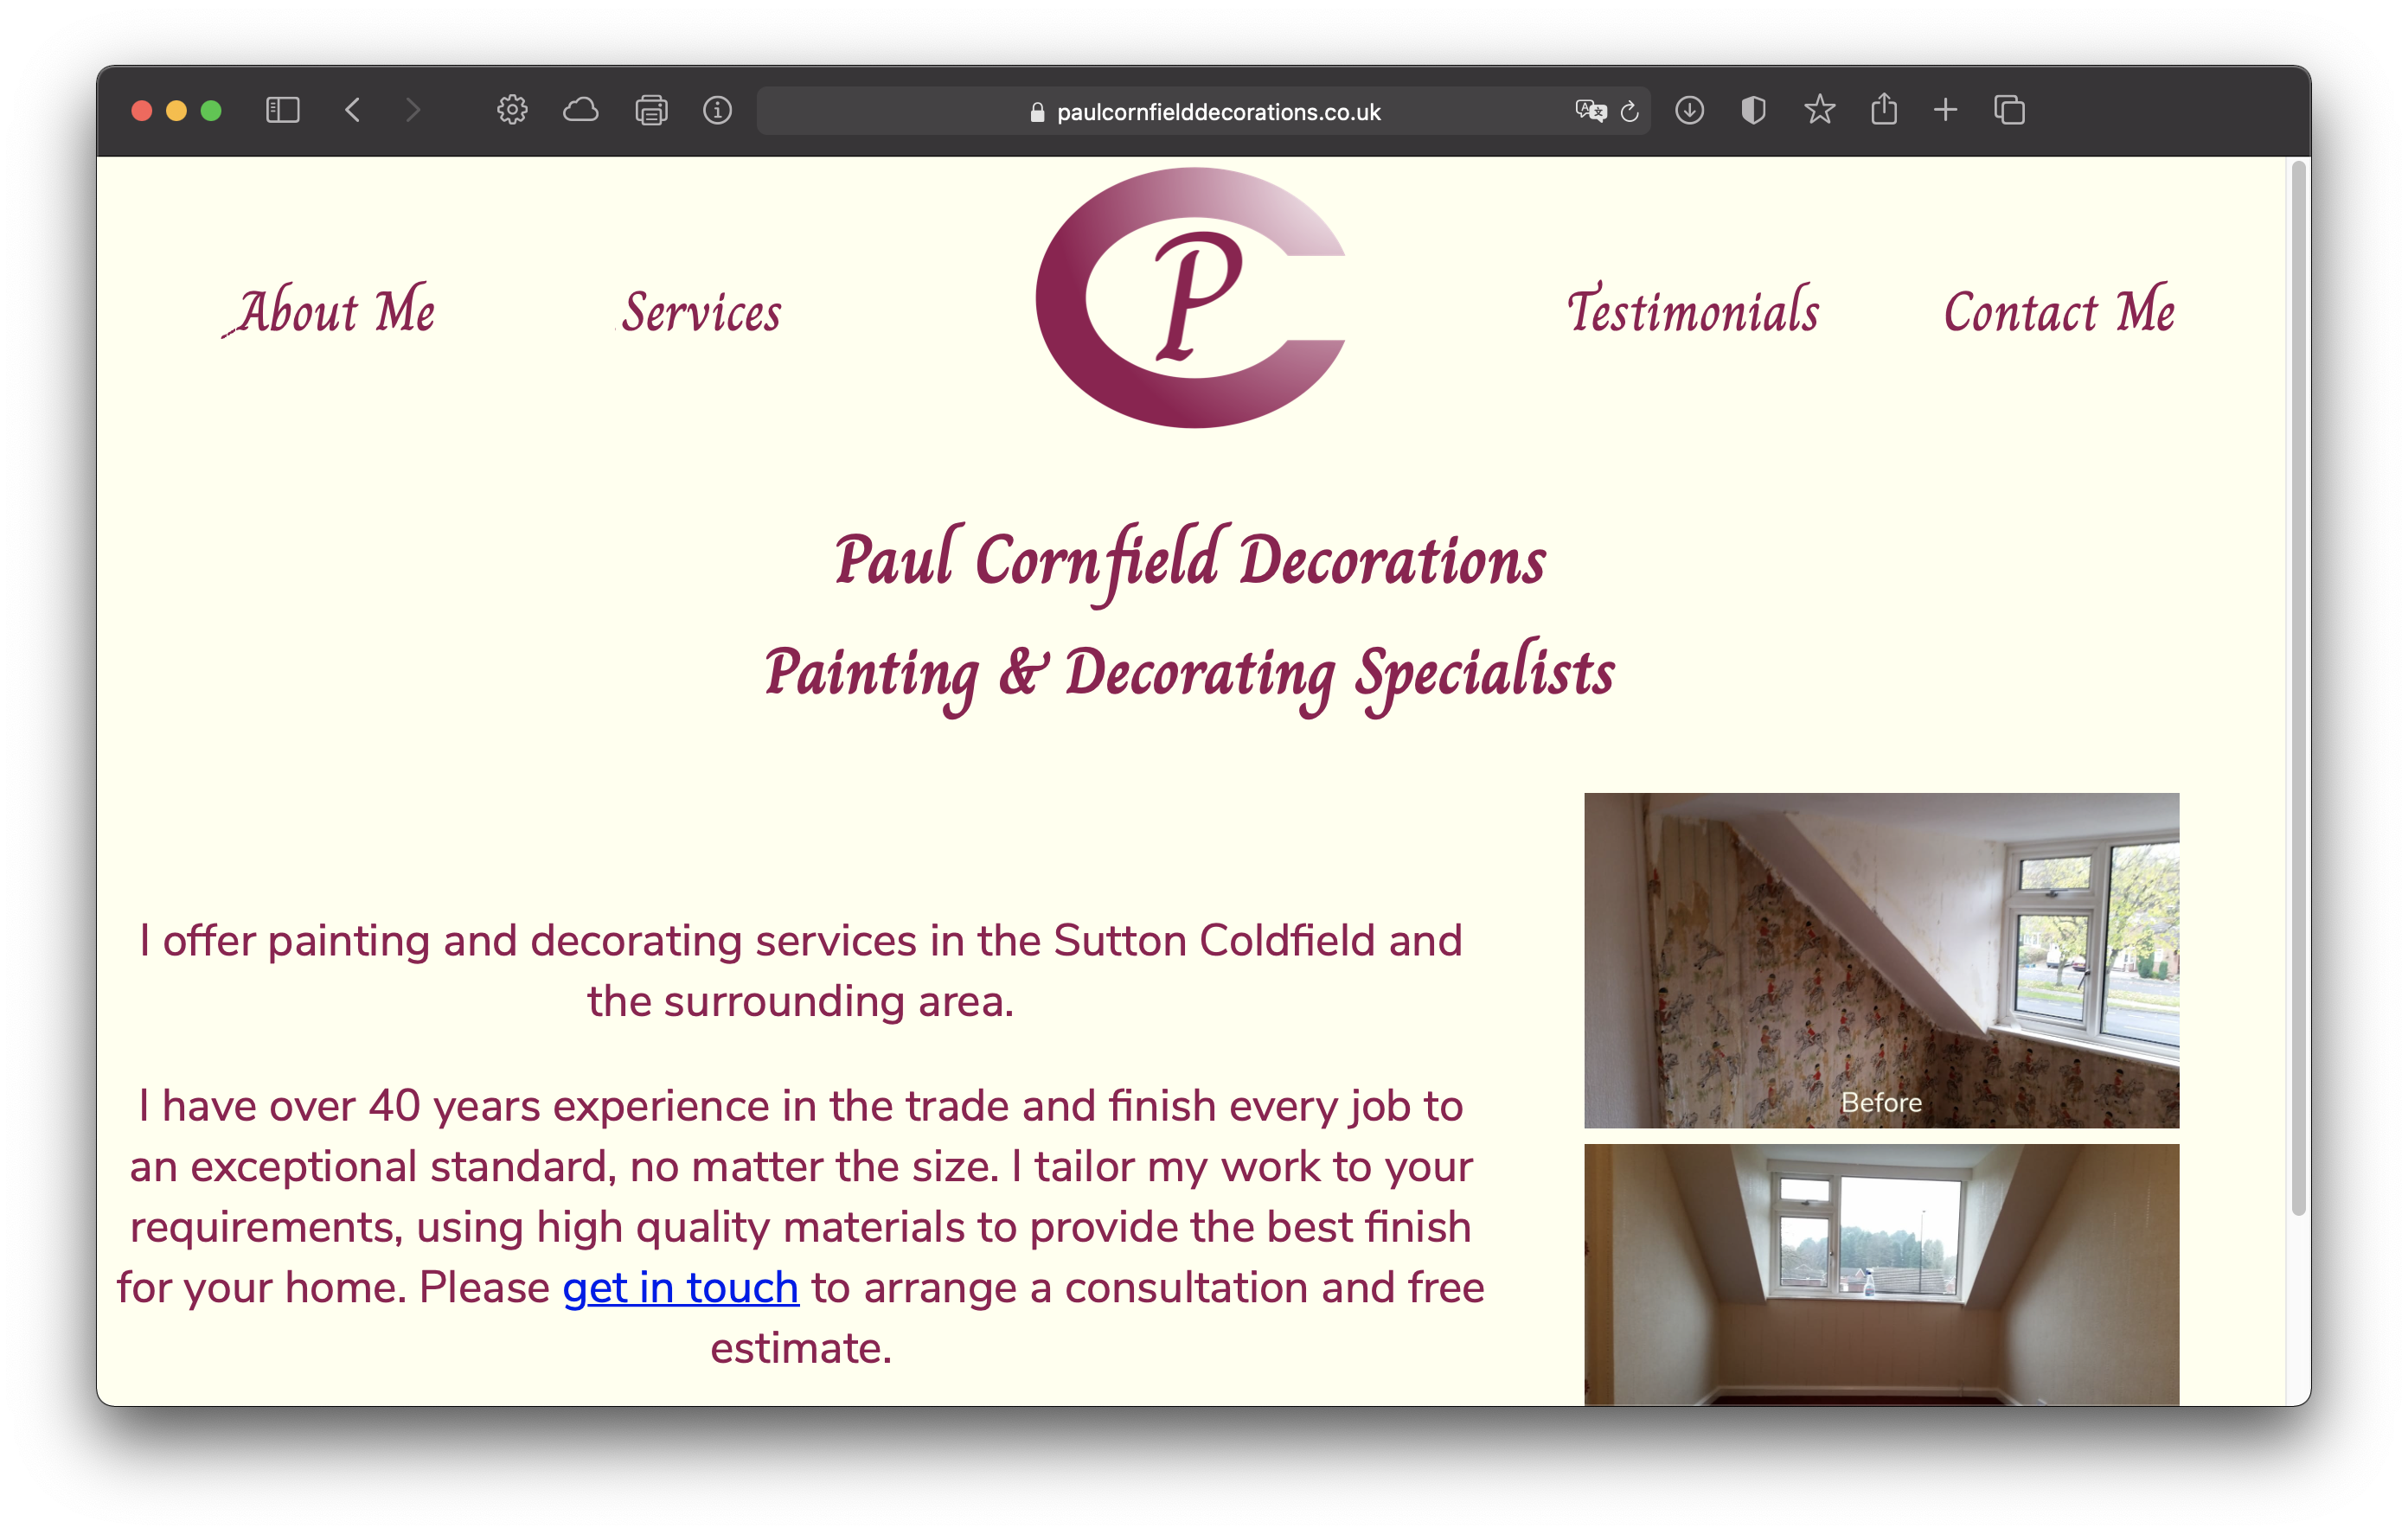 paulcornfielddecorations.co.uk
About Me
Services
CP
Testimonials
Contact Me
Paul Cornfield Decorations
Painting & Decorating Specialists
I offer painting and decorating services in the Sutton Coldfield and
the surrounding area.
I have over 40 years experience in the trade and finish every job to
an exceptional standard, no matter the size. I tailor my work to your
requirements, using high quality materials to provide the best finish
for your home. Please get in touch to arrange a consultation and free
estimate.
Before